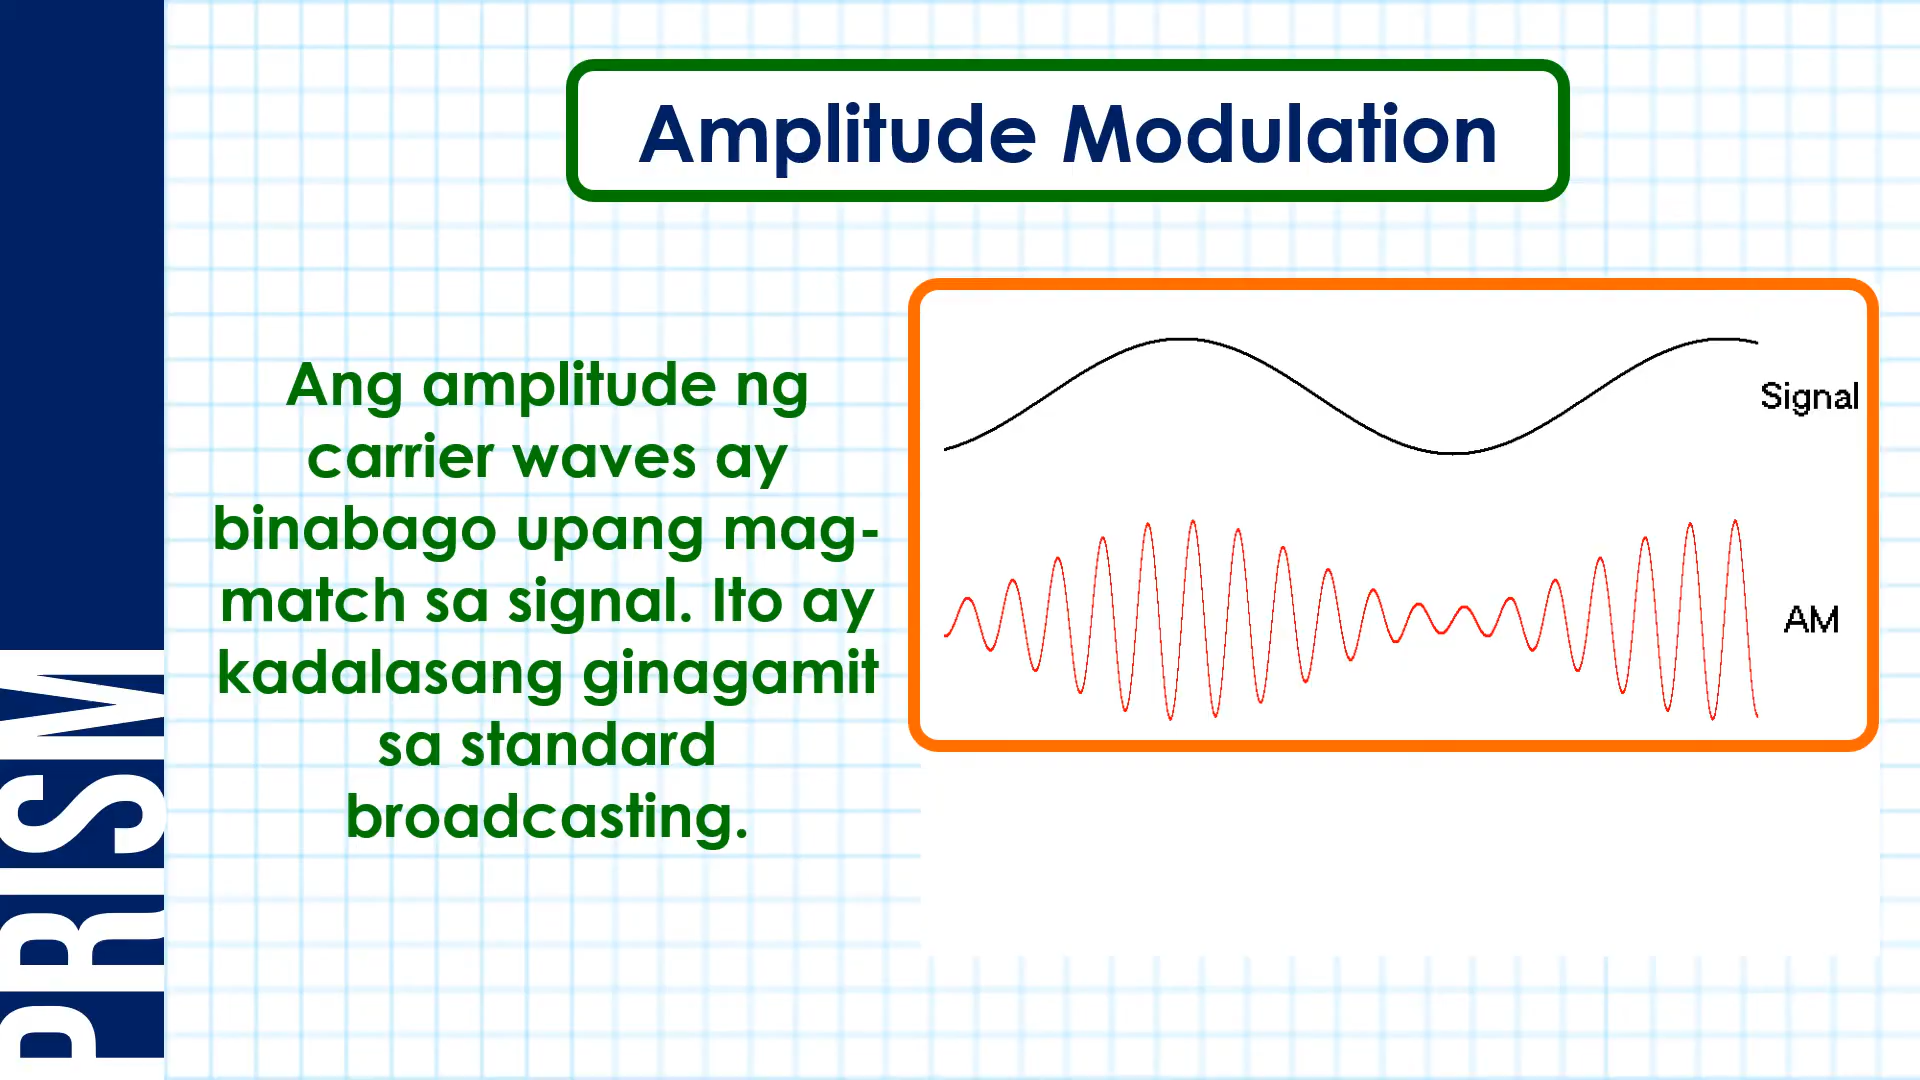 Amplitude Modulation
Ang amplitude ng
carrier waves ay
binabago upang mag-
match sa signal. Ito ay
kadalasang ginagamit
sa standard
broadcasting.
Signal
AM
PRISM